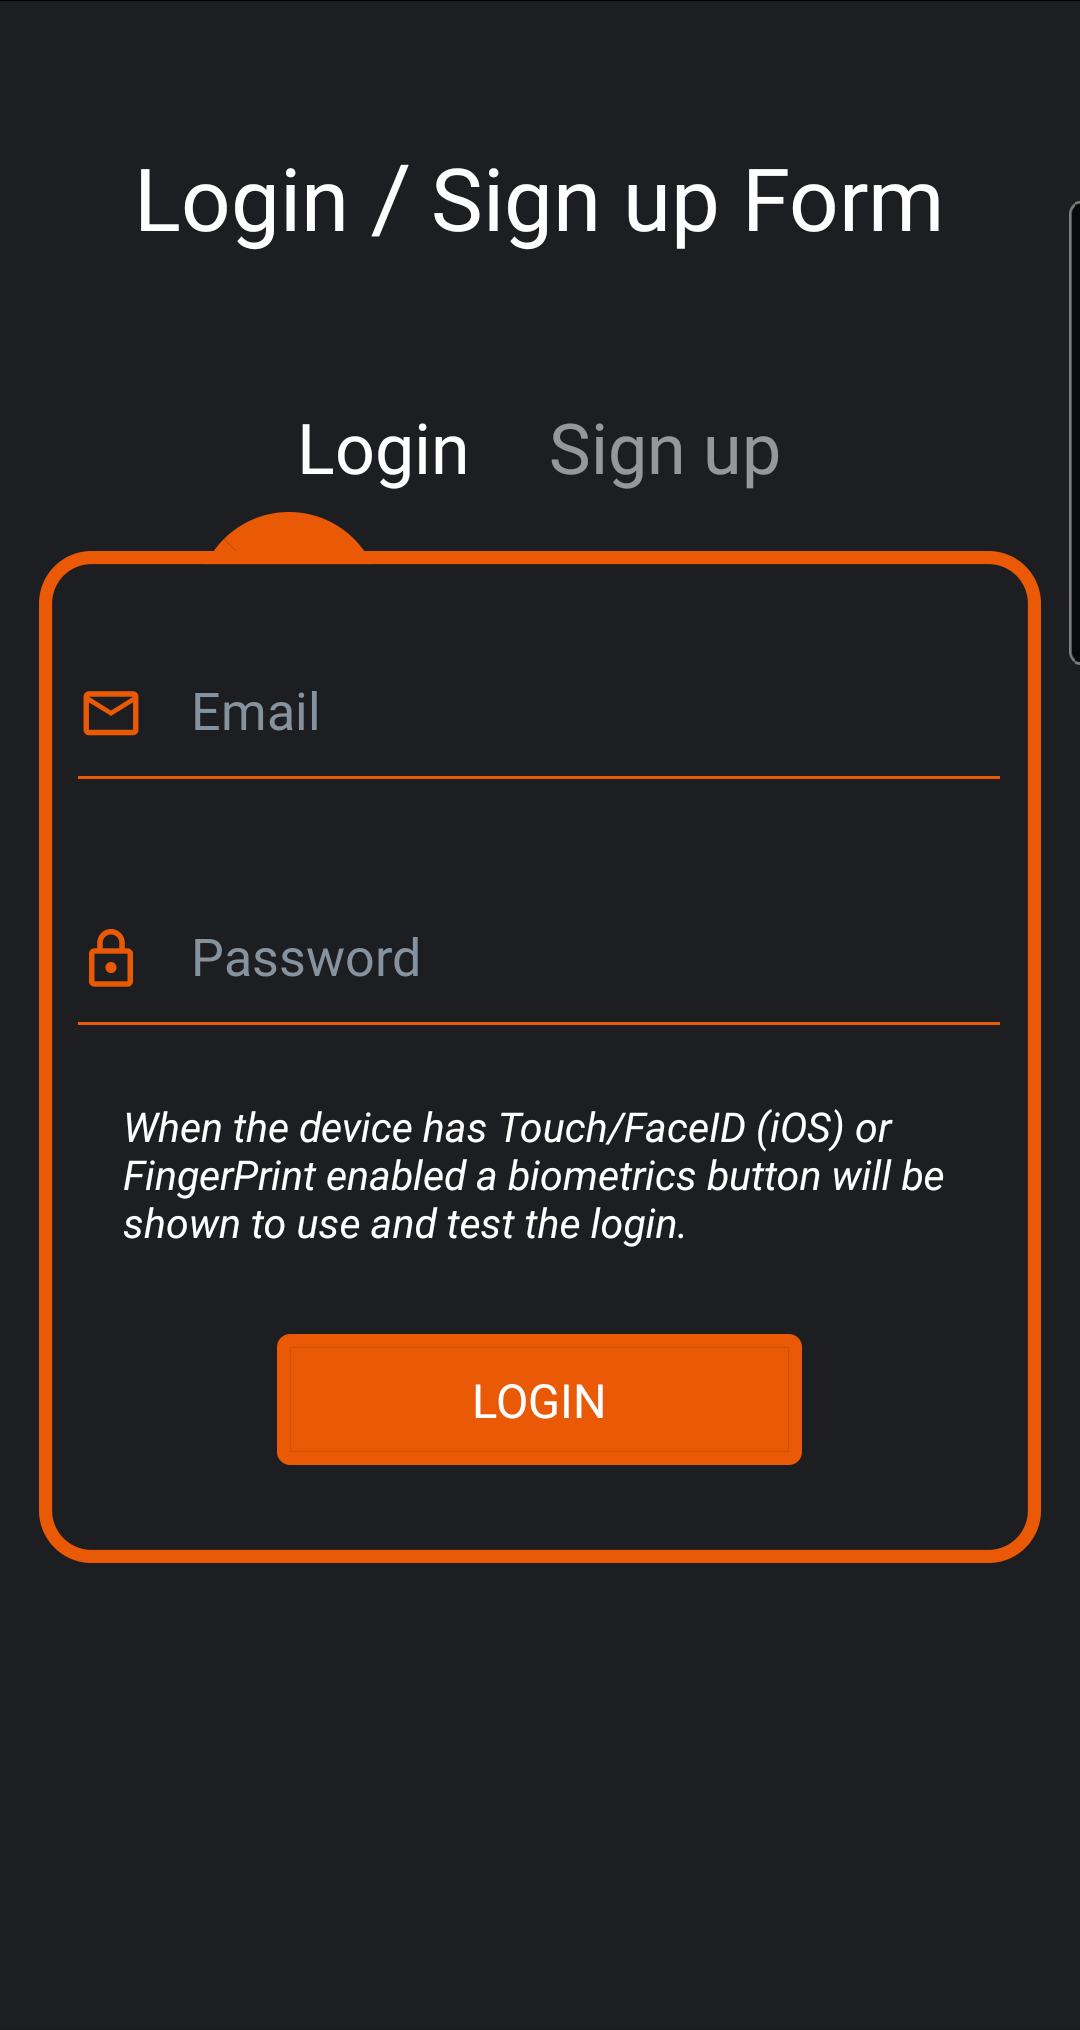 Login / Sign up Form
Login
Sign up
Email
Password
When the device has Touch/FaceID (iOS) or
FingerPrint enabled a biometrics button will be
shown to use and test the login.
LOGIN